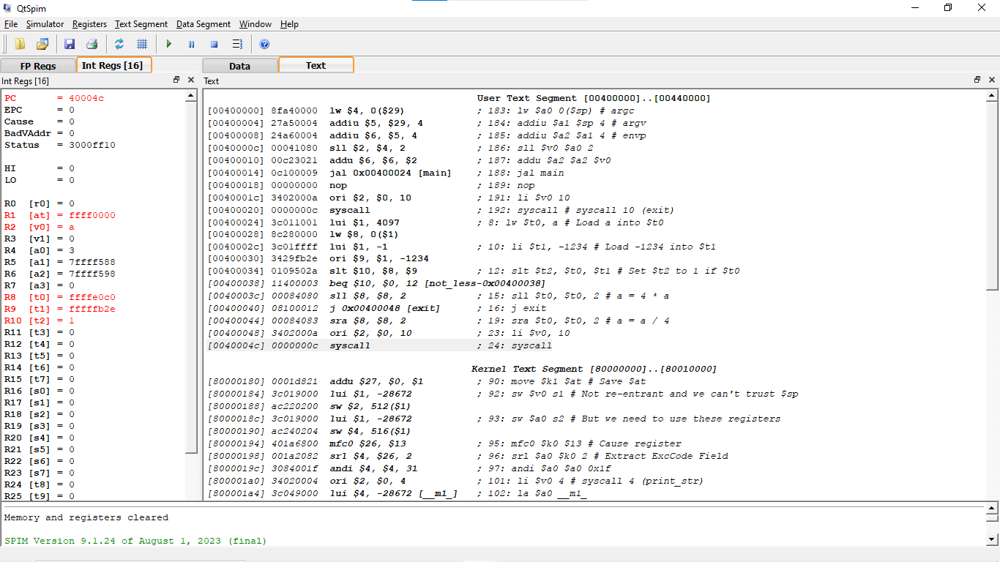 QtSpim
File Simulator Registers Text Segment Data Segment Window Help
FP Regs Int Regs [16] Data Text
Int Regs [16] Text
PC = 40004c
EPC = 0
Cause = 0
BadVAddr = 0
Status = 3000ff10
HI = 0
LO = 0
R0 [r0] = 0
R1 [at] = ffff0000
R2 [v0] = a
R3 [v1] = 0
R4 [a0] = 3
R5 [a1] = 7ffff588
R6 [a2] = 7ffff598
R7 [a3] = 0
R8 [t0] = ffffe0c0
R9 [t1] = fffffb2e
R10 [t2] = 1
R11 [t3] = 0
R12 [t4] = 0
R13 [t5] = 0
R14 [t6] = 0
R15 [t7] = 0
R16 [s0] = 0
R17 [s1] = 0
R18 [s2] = 0
R19 [s3] = 0
R20 [s4] = 0
R21 [s5] = 0
R22 [s6] = 0
R23 [s7] = 0
R24 [t8] = 0
R25 [t9] = 0
User Text Segment [00400000]..[00440000]
[00400000] 8fa40000 lw $4, 0($29) ; 183: lw $a0 0($sp) # argc
[00400004] 27a50004 addiu $5, $29, 4 ; 184: addiu $a1 $sp 4 # argv
[00400008] 24a60004 addiu $6, $5, 4 ; 185: addiu $a2 $a1 4 # envp
[0040000c] 00041080 sll $2, $4, 2 ; 186: sll $v0 $a0 2
[00400010] 00c23021 addu $6, $6, $2 ; 187: addu $a2 $a2 $v0
[00400014] 0c100009 jal 0x00400024 [main] ; 188: jal main
[00400018] 00000000 nop ; 189: nop
[0040001c] 3402000a ori $2, $0, 10 ; 191: li $v0 10
[00400020] 0000000c syscall ; 192: syscall # syscall 10 (exit)
[00400024] 3c011001 lui $1, 4097 ; 8: lw $t0, a # Load a into $t0
[00400028] 8c280000 lw $8, 0($1)
[0040002c] 3c01ffff lui $1, -1 ; 10: li $t1, -1234 # Load -1234 into $t1
[00400030] 3429fb2e ori $9, $1, -1234
[00400034] 0109502a slt $10, $8, $9 ; 12: slt $t2, $t0, $t1 # Set $t2 to 1 if $t0
[00400038] 11400003 beq $10, $0, 12 [not_less-0x00400038]
[0040003c] 00084080 sll $8, $8, 2 ; 15: sll $t0, $t0, 2 # a = 4 * a
[00400040] 08100012 j 0x00400048 [exit] ; 16: j exit
[00400044] 00084083 sra $8, $8, 2 ; 19: sra $t0, $t0, 2 # a = a / 4
[00400048] 3402000a ori $2, $0, 10 ; 23: li $v0, 10
[0040004c] 0000000c syscall ; 24: syscall
Kernel Text Segment [80000000]..[80010000]
[80000180] 0001d821 addu $27, $0, $1 ; 90: move $k1 $at # Save $at
[80000184] 3c019000 lui $1, -28672 ; 92: sw $v0 s1 # Not re-entrant and we can't trust $sp
[80000188] ac220200 sw $2, 512($1)
[8000018c] 3c019000 lui $1, -28672 ; 93: sw $a0 s2 # But we need to use these registers
[80000190] ac240204 sw $4, 516($1)
[80000194] 401a6800 mfc0 $26, $13 ; 95: mfc0 $k0 $13 # Cause register
[80000198] 001a2082 srl $4, $26, 2 ; 96: srl $a0 $k0 2 # Extract ExcCode Field
[8000019c] 3084001f andi $4, $4, 31 ; 97: andi $a0 $a0 0x1f
[800001a0] 34020004 ori $2, $0, 4 ; 101: li $v0 4 # syscall 4 (print_str)
[800001a4] 3c049000 lui $4, -28672 [__m1_] ; 102: la $a0 __m1_
Memory and registers cleared
SPIM Version 9.1.24 of August 1, 2023 (final)